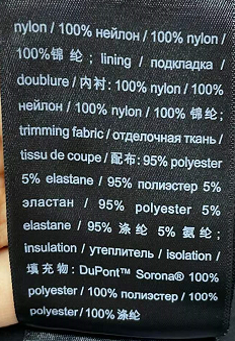 nylon / 100% нейлон / 100% nylon /
100%锦 纶 ; lining / подкладка /
doublure / 内 衬 : 100% nylon / 100%
нейлон / 100% nylon / 100% 锦 纶 ;
trimming fabric / отделочная ткань /
tissu de coupe / 配布: 95% polyester
5% elastane / 95% полиэстер 5%
эластан / 95% polyester 5%
elastane / 95% 涤 纶 5% 氨 纶 ;
insulation / утеплитель / isolation /
填 充 物 : DuPont™ Sorona® 100%
polyester / 100% полиэстер / 100%
polyester / 100% 涤纶